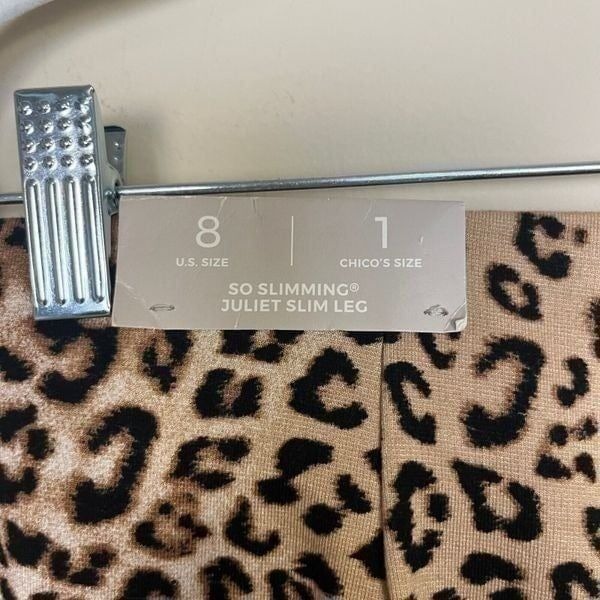 8 1
U.S. SIZE CHICO'S SIZE
SO SLIMMING®
JULIET SLIM LEG